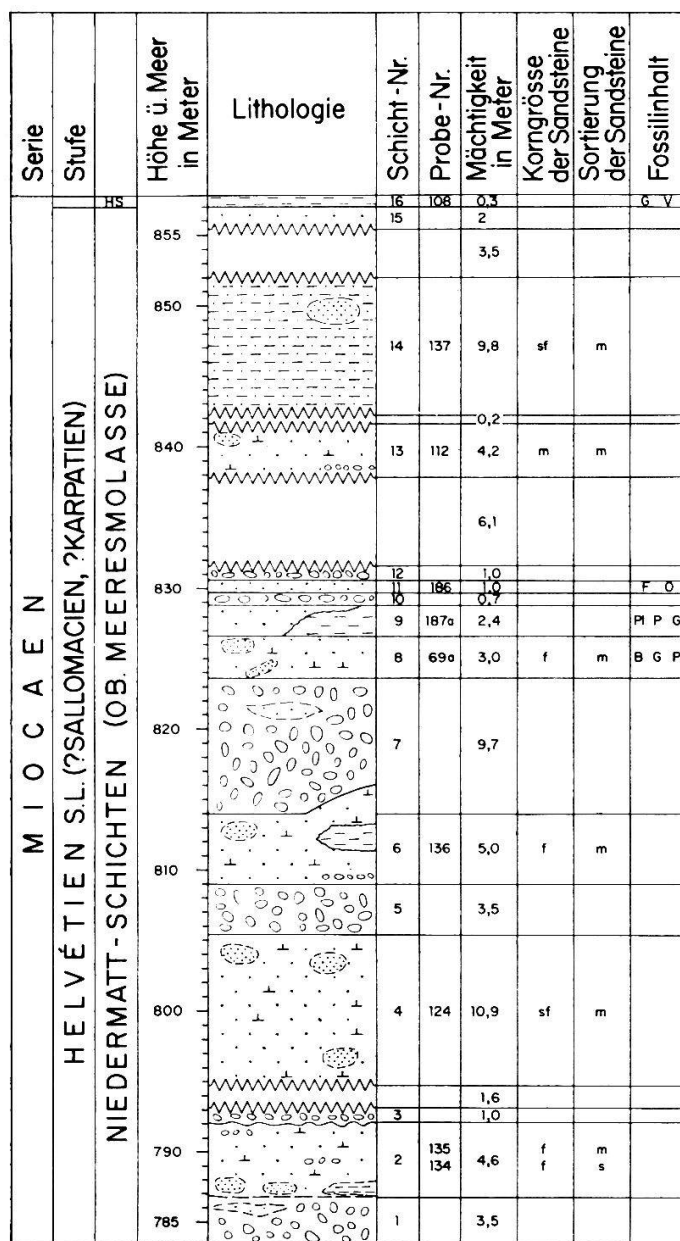 Serie
Stufe
Höhe ü. Meer
in Meter
Lithologie
Schicht-Nr.
Probe-Nr.
Mächtigkeit
in Meter
Korngrösse
der Sandsteine
Sortierung
der Sandsteine
Fossilinhalt
MIOCAEN
HELVÉTIEN S.L.(?SALLOMACIEN, ?KARPATIEN)
NIEDERMATT-SCHICHTEN (OB. MEERESMOLASSE)
HS
16 108 0,3 G V
15 2
855
3,5
850
14 137 9,8 sf m
0,2
840
13 112 4,2 m m
6,1
12 1,0
830
11 186 1,0 F O
10 0,7
9 187a 2,4 Pl P G
8 69a 3,0 f m B G P
820
7 9,7
6 136 5,0 f m
810
5 3,5
800
4 124 10,9 sf m
1,6
3 1,0
790
135 f m
2 4,6
134 f s
785
1 3,5